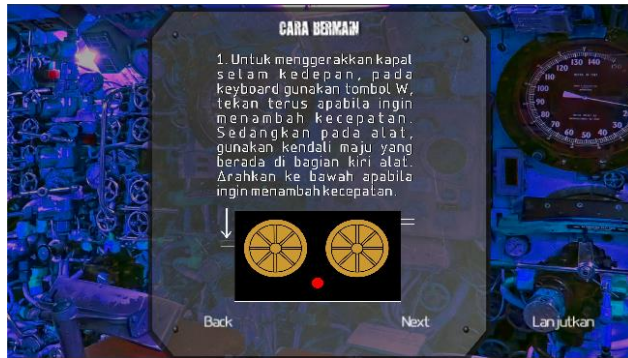 CARA BERMAIN
1. Untuk menggerakkan kapal
selam kedepan, pada
keyboard gunakan tombol W,
tekan terus apabila ingin
menambah kecepatan.
Sedangkan pada alat,
gunakan kendali maju yang
berada di bagian kiri alat.
Arahkan ke bawah apabila
ingin menambah kecepatan.
Back Next Lanjutkan